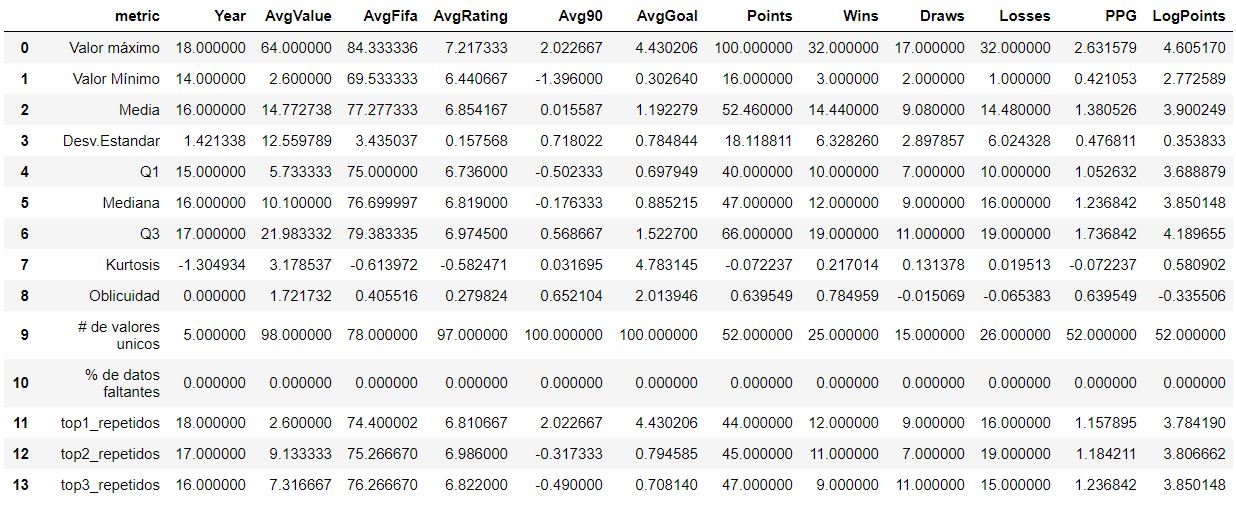 metric Year AvgValue AvgFifa AvgRating Avg90 AvgGoal Points Wins Draws Losses PPG LogPoints
0 Valor máximo 18.000000 64.000000 84.333336 7.217333 2.022667 4.430206 100.000000 32.000000 17.000000 32.000000 2.631579 4.605170
1 Valor Mínimo 14.000000 2.600000 69.533333 6.440667 -1.396000 0.302640 16.000000 3.000000 2.000000 1.000000 0.421053 2.772589
2 Media 16.000000 14.772738 77.277333 6.854167 0.015587 1.192279 52.460000 14.440000 9.080000 14.480000 1.380526 3.900249
3 Desv.Estandar 1.421338 12.559789 3.435037 0.157568 0.718022 0.784844 18.118811 6.328260 2.897857 6.024328 0.476811 0.353833
4 Q1 15.000000 5.733333 75.000000 6.736000 -0.502333 0.697949 40.000000 10.000000 7.000000 10.000000 1.052632 3.688879
5 Mediana 16.000000 10.100000 76.699997 6.819000 -0.176333 0.885215 47.000000 12.000000 9.000000 16.000000 1.236842 3.850148
6 Q3 17.000000 21.983332 79.383335 6.974500 0.568667 1.522700 66.000000 19.000000 11.000000 19.000000 1.736842 4.189655
7 Kurtosis -1.304934 3.178537 -0.613972 -0.582471 0.031695 4.783145 -0.072237 0.217014 0.131378 0.019513 -0.072237 0.580902
8 Oblicuidad 0.000000 1.721732 0.405516 0.279824 0.652104 2.013946 0.639549 0.784959 -0.015069 -0.065383 0.639549 -0.335506
# de valores
9 unicos 5.000000 98.000000 78.000000 97.000000 100.000000 100.000000 52.000000 25.000000 15.000000 26.000000 52.000000 52.000000
% de datos
10 faltantes 0.000000 0.000000 0.000000 0.000000 0.000000 0.000000 0.000000 0.000000 0.000000 0.000000 0.000000 0.000000
11 top1_repetidos 18.000000 2.600000 74.400002 6.810667 2.022667 4.430206 44.000000 12.000000 9.000000 16.000000 1.157895 3.784190
12 top2_repetidos 17.000000 9.133333 75.266670 6.986000 -0.317333 0.794585 45.000000 11.000000 7.000000 19.000000 1.184211 3.806662
13 top3_repetidos 16.000000 7.316667 76.266670 6.822000 -0.490000 0.708140 47.000000 9.000000 11.000000 15.000000 1.236842 3.850148